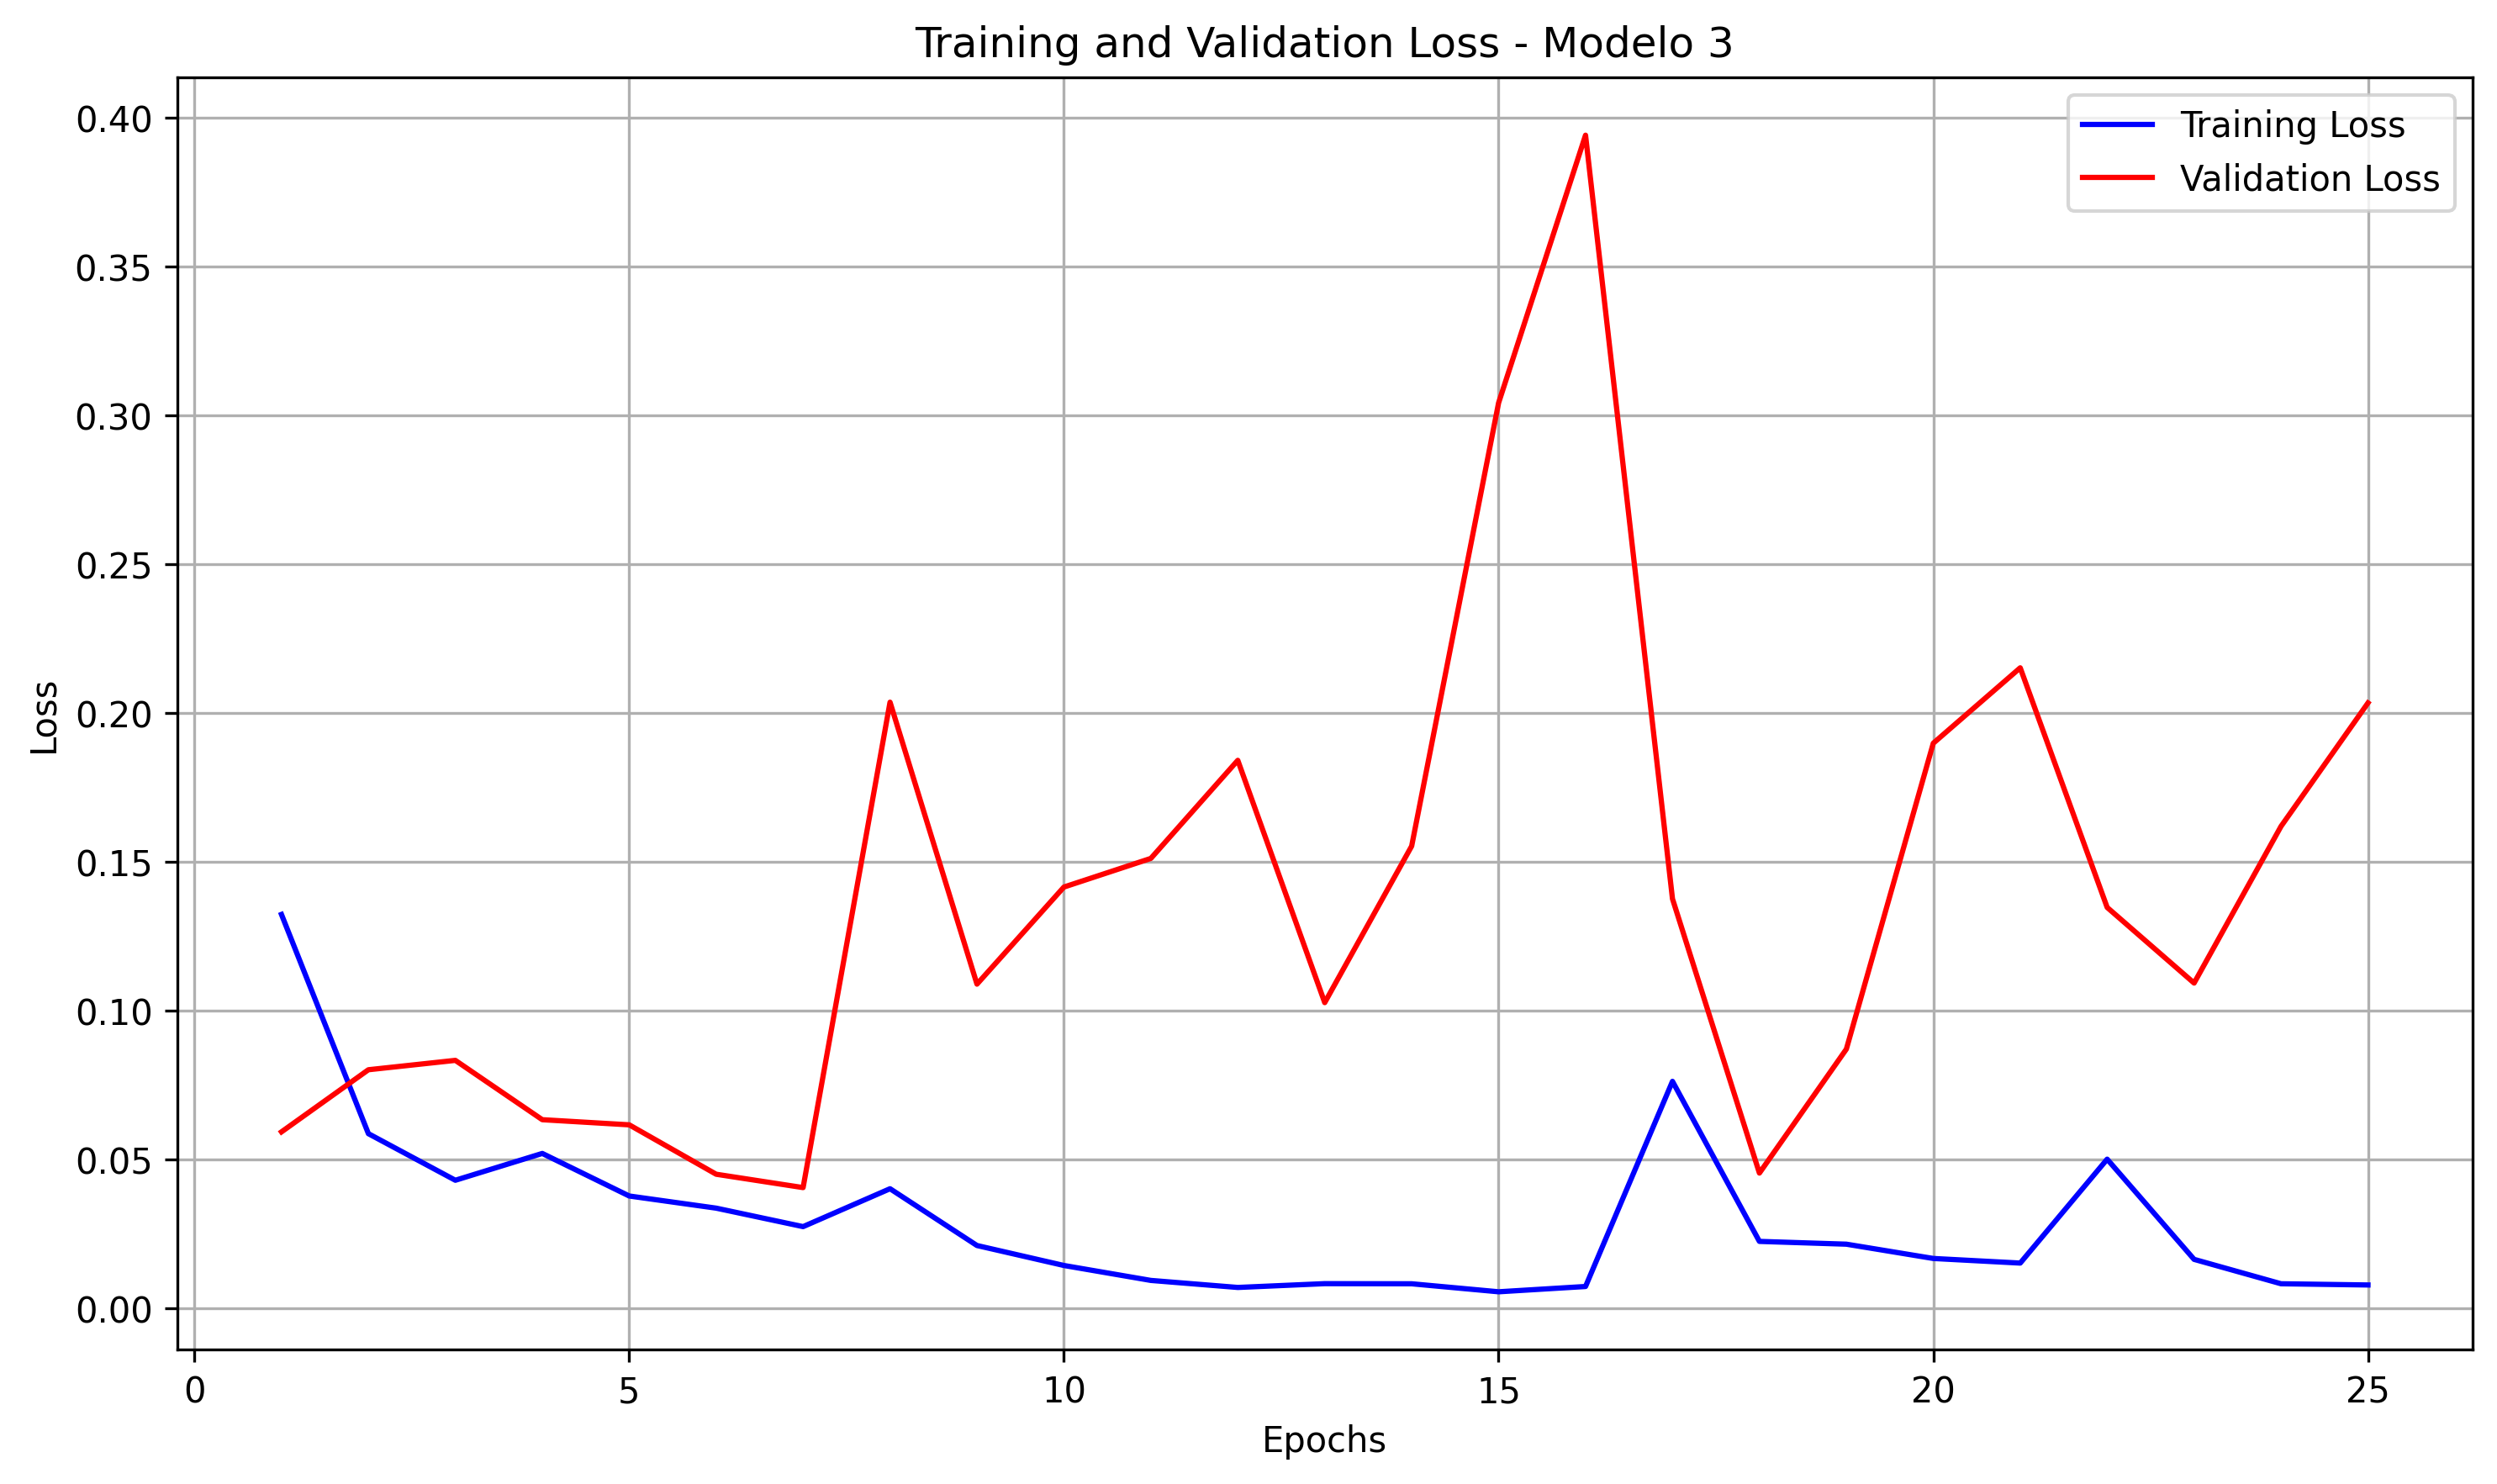 Training and Validation Loss - Modelo 3
Training Loss
Validation Loss
0.40
0.35
0.30
0.25
0.20
0.15
0.10
0.05
0.00
Loss
0 5 10 15 20 25
Epochs